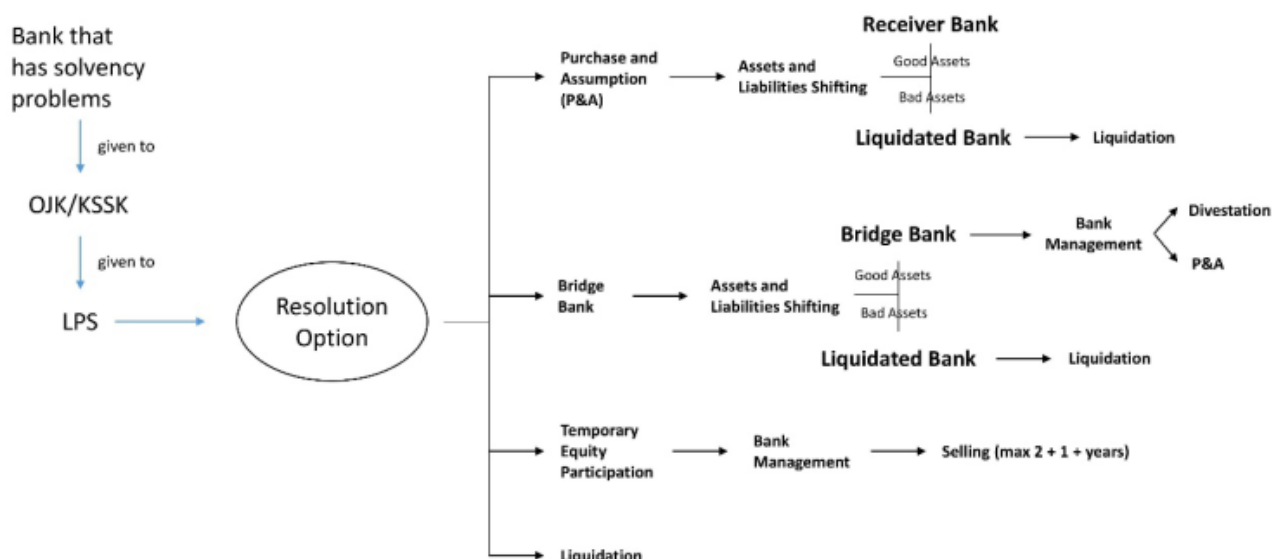 Bank that
has solvency
problems
given to
OJK/KSSK
given to
LPS
Resolution
Option
Purchase and
Assumption
(P&A)
Assets and
Liabilities Shifting
Receiver Bank
Good Assets
Bad Assets
Liquidated Bank
Liquidation
Bridge
Bank
Assets and
Liabilities Shifting
Bridge Bank
Good Assets
Bad Assets
Bank
Management
Divestation
P&A
Liquidated Bank
Liquidation
Temporary
Equity
Participation
Bank
Management
Selling (max 2 + 1 + years)
Liquidation